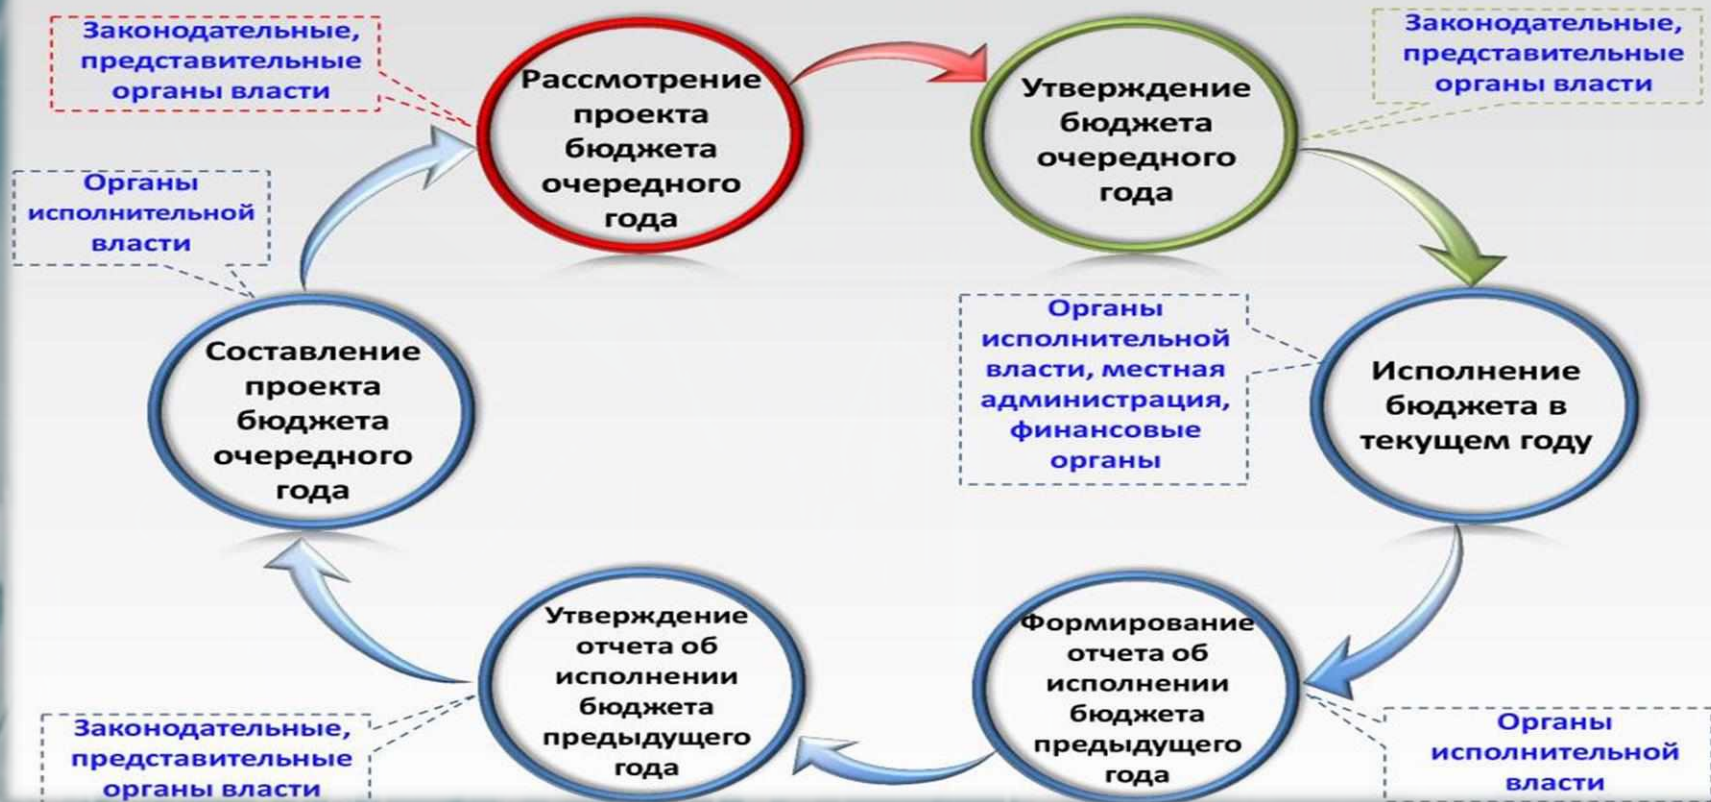 Законодательные,
представительные
органы власти
Рассмотрение
проекта
бюджета
очередного
года
Утверждение
бюджета
очередного
года
Законодательные,
представительные
органы власти
Органы
исполнительной
власти
Составление
проекта
бюджета
очередного
года
Органы
исполнительной
власти, местная
администрация,
финансовые
органы
Исполнение
бюджета в
текущем году
Законодательные,
представительные
органы власти
Утверждение
отчета об
исполнении
бюджета
предыдущего
года
Формирование
отчета об
исполнении
бюджета
предыдущего
года
Органы
исполнительной
власти